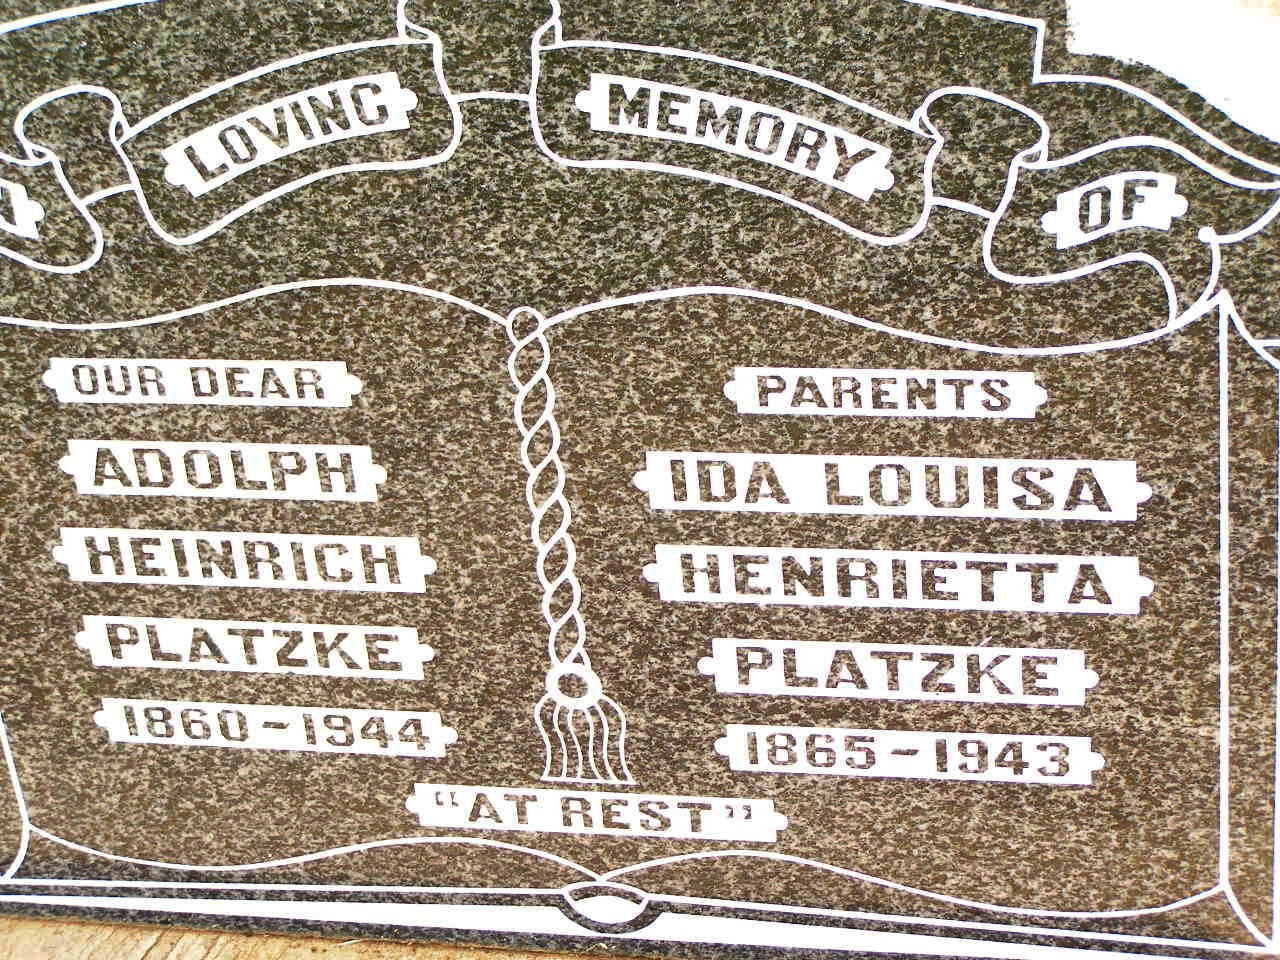 LOVING MEMORY OF
OUR DEAR PARENTS
ADOLPH
HEINRICH
PLATZKE
1860 ~ 1944
IDA LOUISA
HENRIETTA
PLATZKE
1865 ~ 1943
"AT REST"